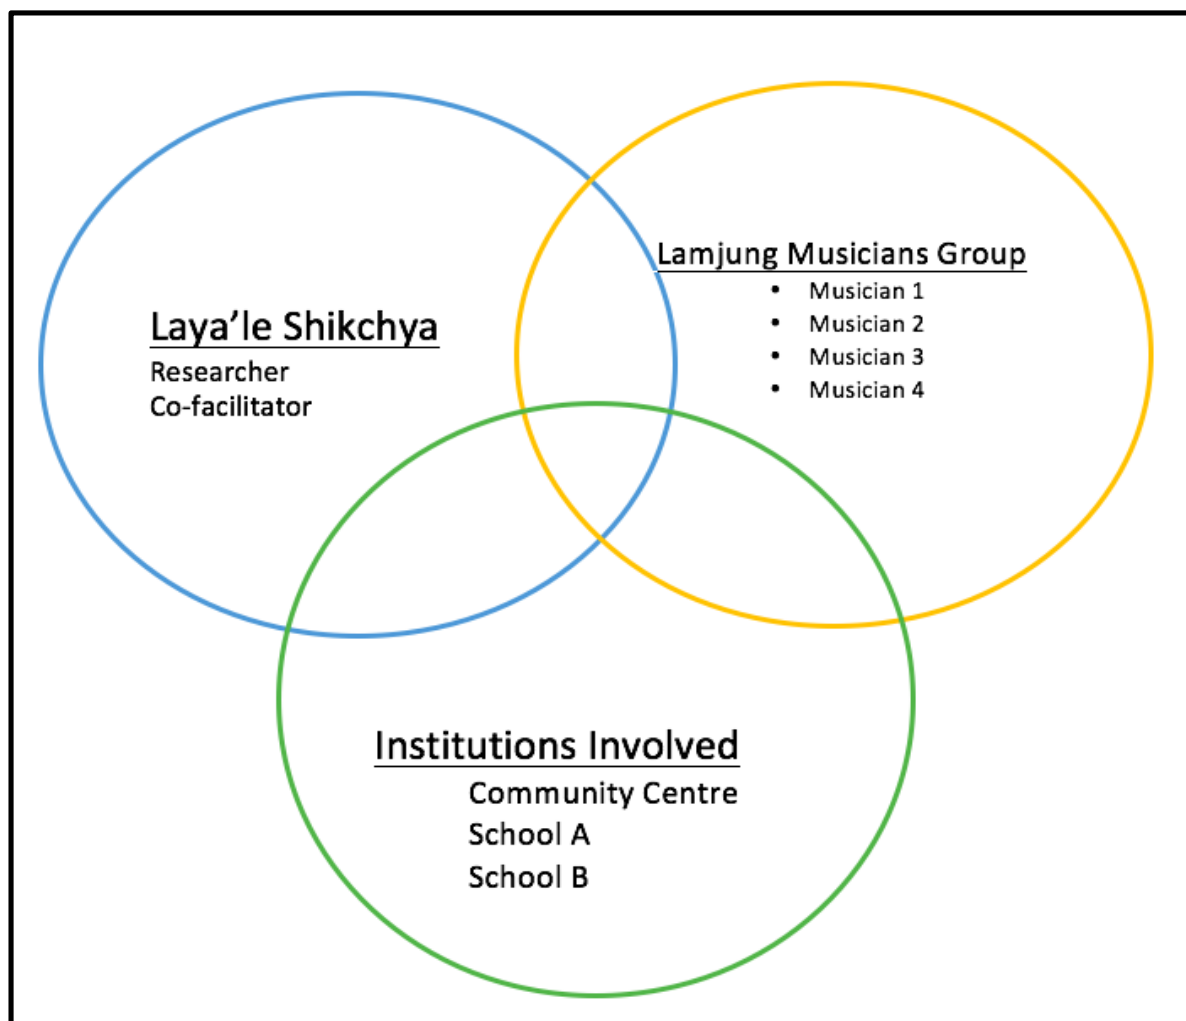 Laya’le Shikchya
Researcher
Co-facilitator
Lamjung Musicians Group
• Musician 1
• Musician 2
• Musician 3
• Musician 4
Institutions Involved
Community Centre
School A
School B